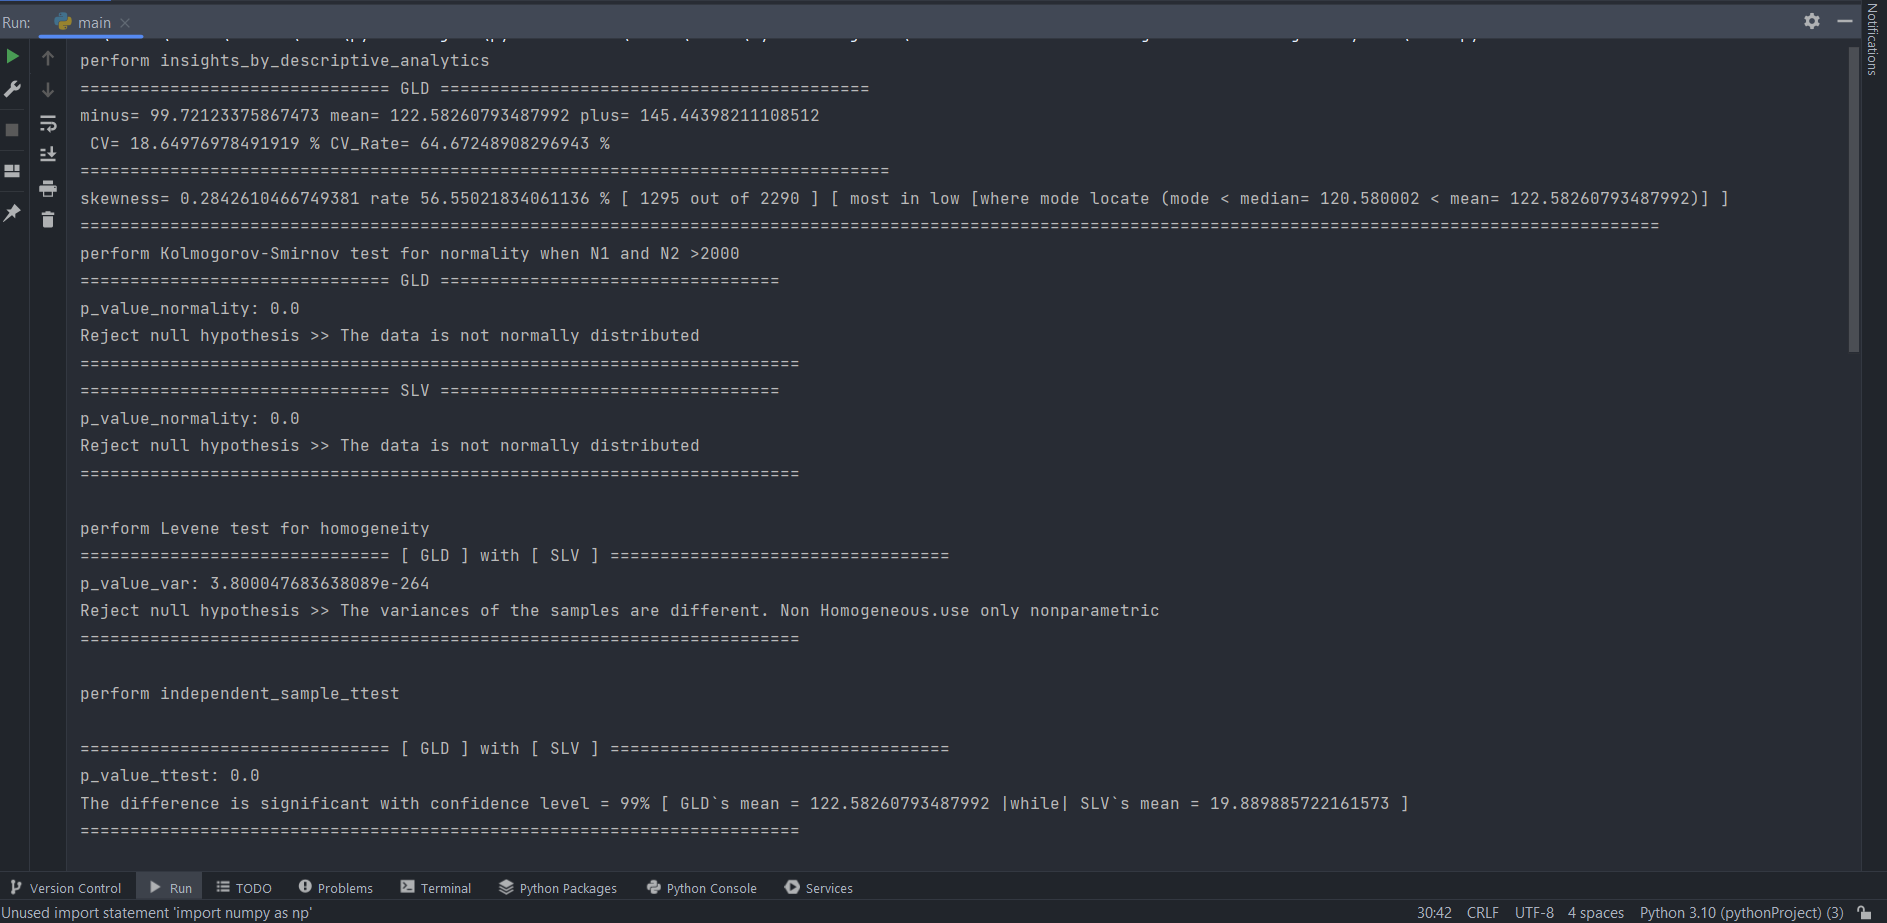 Run: main
Notifications
perform insights_by_descriptive_analytics
=============================== GLD ===========================================
minus= 99.72123375867473 mean= 122.58260793487992 plus= 145.44398211108512
CV= 18.64976978491919 % CV_Rate= 64.67248908296943 %
=================================================================================
skewness= 0.2842610466749381 rate 56.55021834061136 % [ 1295 out of 2290 ] [ most in low [where mode locate (mode < median= 120.580002 < mean= 122.58260793487992)] ]
==============================================================================================================================================================
perform Kolmogorov-Smirnov test for normality when N1 and N2 >2000
=============================== GLD ==================================
p_value_normality: 0.0
Reject null hypothesis >> The data is not normally distributed
========================================================================
=============================== SLV ==================================
p_value_normality: 0.0
Reject null hypothesis >> The data is not normally distributed
========================================================================
perform Levene test for homogeneity
=============================== [ GLD ] with [ SLV ] ==================================
p_value_var: 3.800047683638089e-264
Reject null hypothesis >> The variances of the samples are different. Non Homogeneous.use only nonparametric
========================================================================
perform independent_sample_ttest
=============================== [ GLD ] with [ SLV ] ==================================
p_value_ttest: 0.0
The difference is significant with confidence level = 99% [ GLD`s mean = 122.58260793487992 |while| SLV`s mean = 19.889885722161573 ]
========================================================================
Version Control Run TODO Problems Terminal Python Packages Python Console Services
Unused import statement 'import numpy as np' 30:42 CRLF UTF-8 4 spaces Python 3.10 (pythonProject) (3)